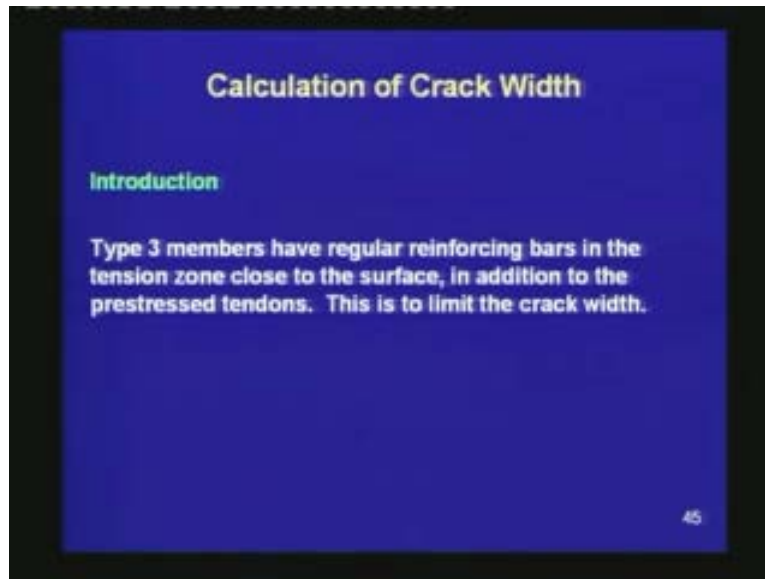 Calculation of Crack Width
Introduction
Type 3 members have regular reinforcing bars in the
tension zone close to the surface, in addition to the
prestressed tendons. This is to limit the crack width.
45